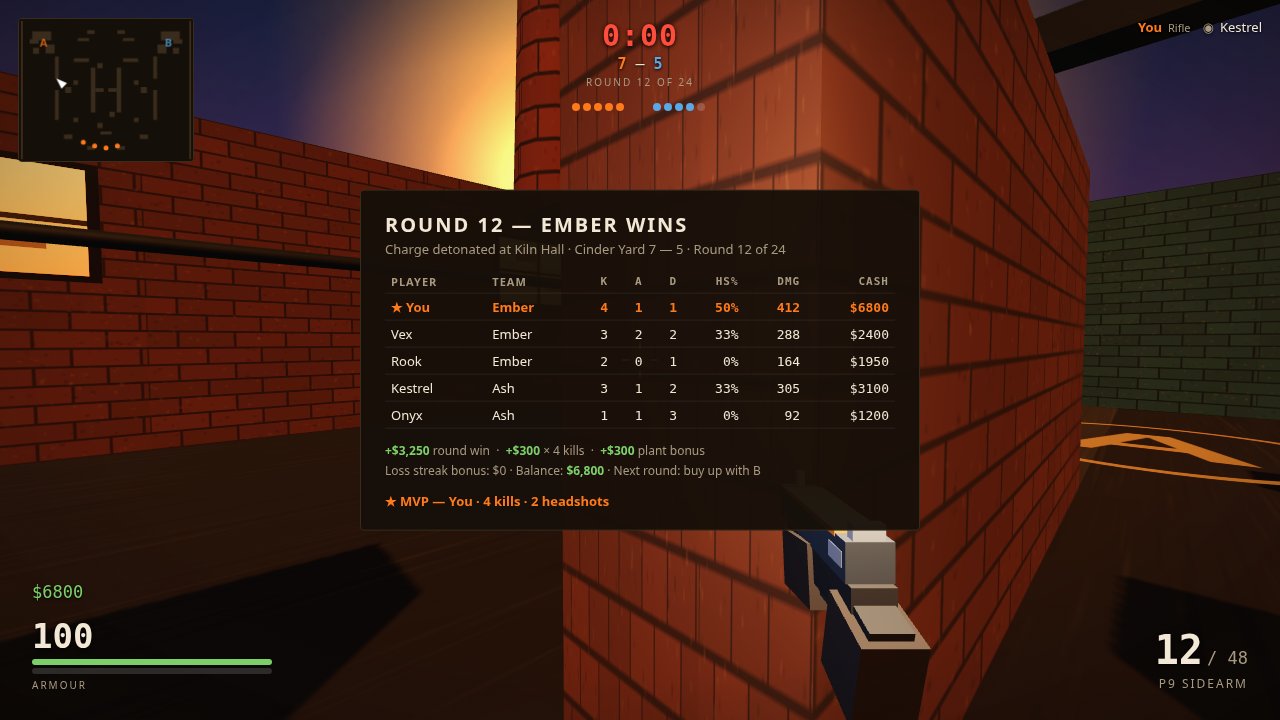 A B
0:00
7 — 5
ROUND 12 OF 24
You Rifle ◉ Kestrel
ROUND 12 — EMBER WINS
Charge detonated at Kiln Hall · Cinder Yard 7 — 5 · Round 12 of 24
PLAYER TEAM K A D HS% DMG CASH
★ You Ember 4 1 1 50% 412 $6800
Vex Ember 3 2 2 33% 288 $2400
Rook Ember 2 0 1 0% 164 $1950
Kestrel Ash 3 1 2 33% 305 $3100
Onyx Ash 1 1 3 0% 92 $1200
+$3,250 round win · +$300 × 4 kills · +$300 plant bonus
Loss streak bonus: $0 · Balance: $6,800 · Next round: buy up with B
★ MVP — You · 4 kills · 2 headshots
$6800
100
ARMOUR
12 / 48
P9 SIDEARM